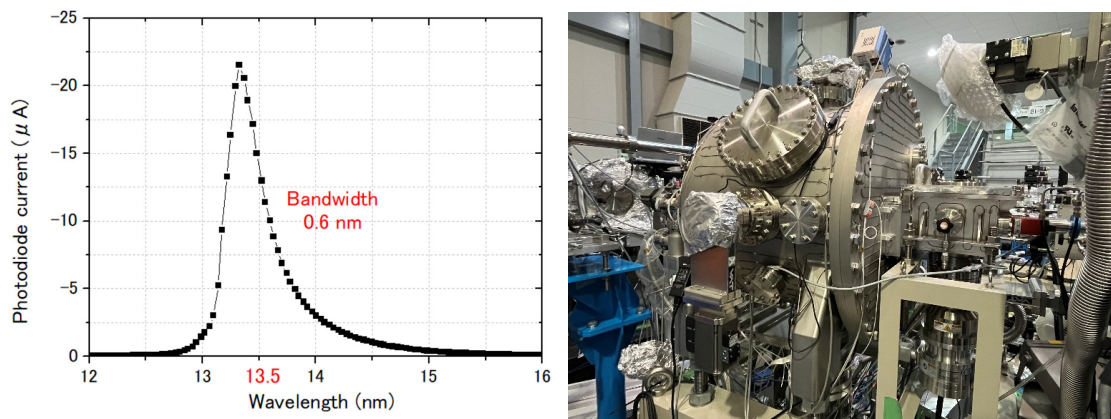 -25
-20
-15
-10
-5
0
Photodiode current (μ A)
Bandwidth
0.6 nm
12 13 13.5 14 15 16
Wavelength (nm)